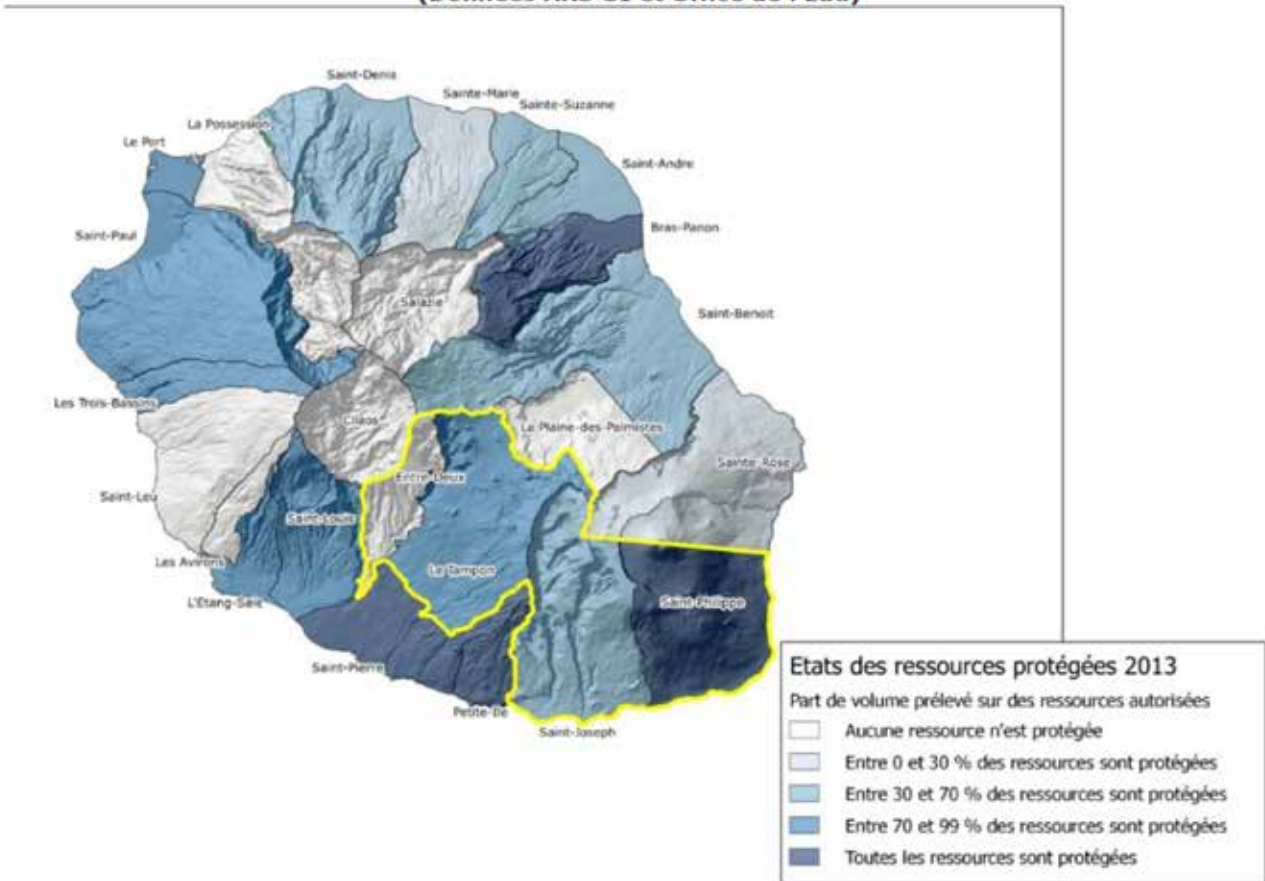 Saint-Denis
Sainte-Marie
Sainte-Suzanne
La Possession
Le Port
Saint-Andre
Bras-Panon
Saint-Paul
Salazie
Saint-Benoit
Les Trois-Bassins
Cilaos
La Plaine-des-Palmistes
Sainte-Rose
Entre-Deux
Saint-Leu
Saint-Louis
Les Avirons
Le Tampon
L'Etang-Sale
Saint-Philippe
Saint-Pierre
Petite-Ile
Saint-Joseph
Etats des ressources protégées 2013
Part de volume prélevé sur des ressources autorisées
Aucune ressource n'est protégée
Entre 0 et 30 % des ressources sont protégées
Entre 30 et 70 % des ressources sont protégées
Entre 70 et 99 % des ressources sont protégées
Toutes les ressources sont protégées